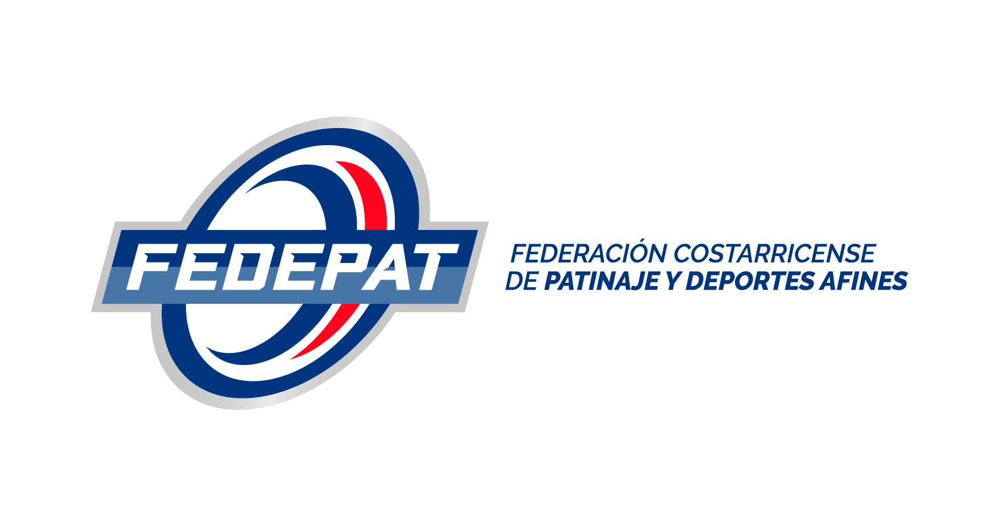 FEDEPAT
FEDERACIÓN COSTARRICENSE
DE PATINAJE Y DEPORTES AFINES